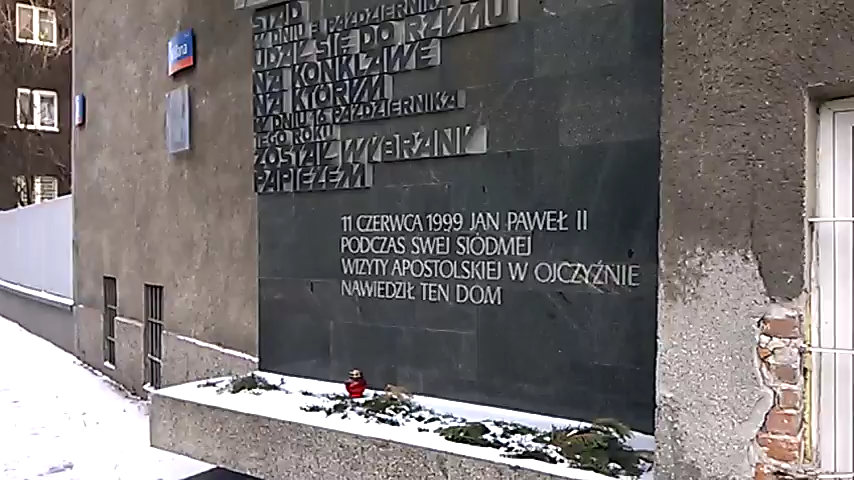 STĄD
W DNIU 3 PAŹDZIERNIKA
UDAŁ SIĘ DO RZYMU
NA KONKLAWE
NA KTÓRYM
W DNIU 16 PAŹDZIERNIKA
TEGO ROKU
ZOSTAŁ WYBRANY
PAPIEŻEM
11 CZERWCA 1999 JAN PAWEŁ II
PODCZAS SWEJ SIÓDMEJ
WIZYTY APOSTOLSKIEJ W OJCZYŹNIE
NAWIEDZIŁ TEN DOM